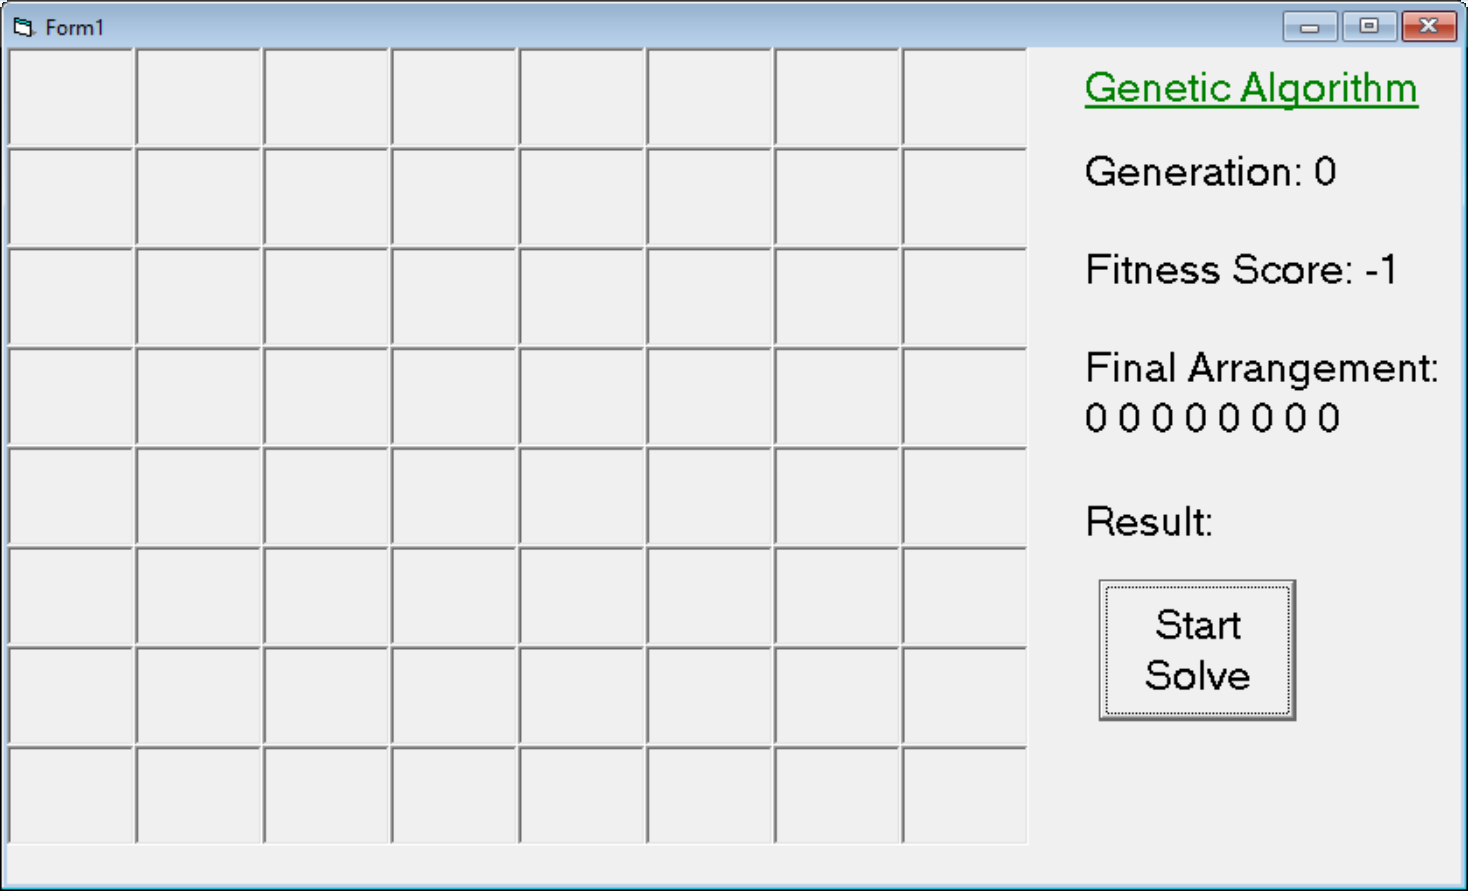 Form1
Genetic Algorithm
Generation: 0
Fitness Score: -1
Final Arrangement:
0 0 0 0 0 0 0 0
Result:
Start
Solve